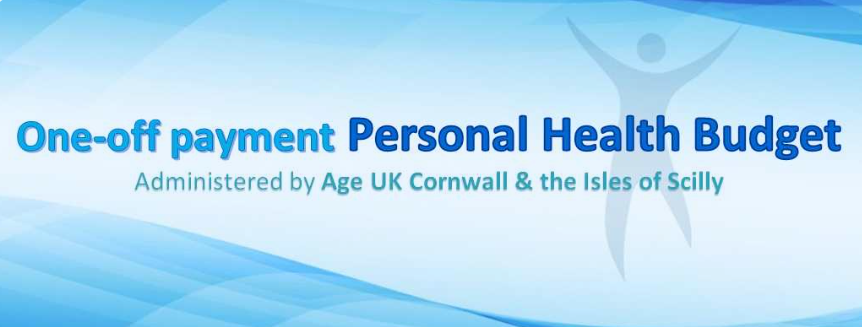 One-off payment Personal Health Budget
Administered by Age UK Cornwall & the Isles of Scilly